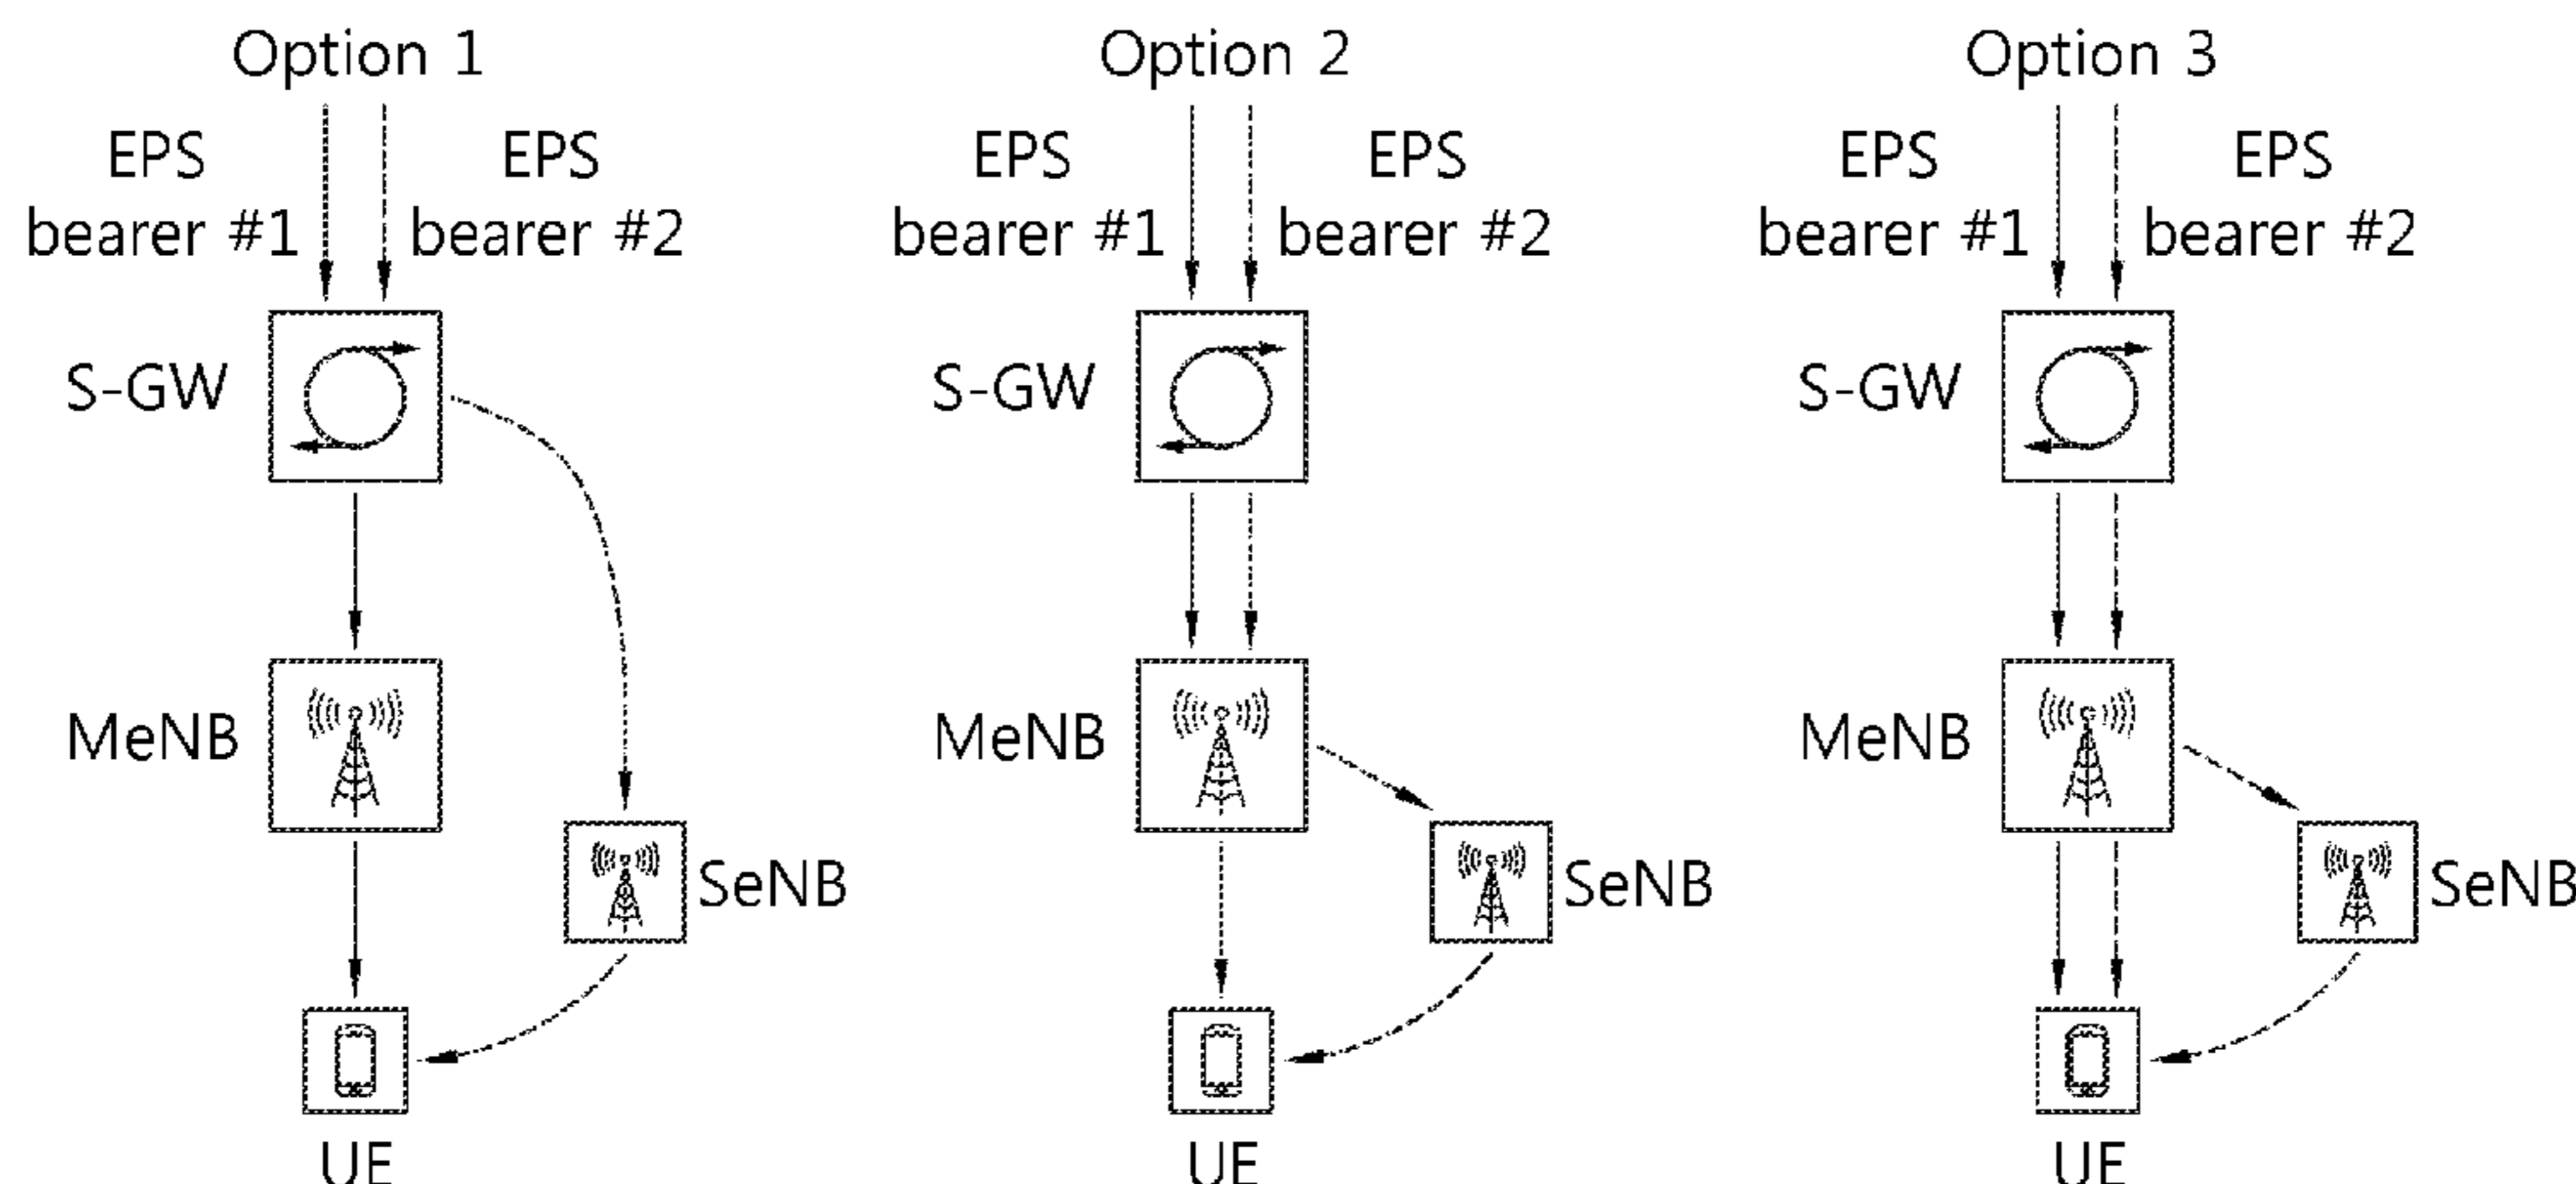 Option 1
EPS
bearer #1
EPS
bearer #2
S-GW
MeNB
SeNB
UE
Option 2
EPS
bearer #1
EPS
bearer #2
S-GW
MeNB
SeNB
UE
Option 3
EPS
bearer #1
EPS
bearer #2
S-GW
MeNB
SeNB
UE